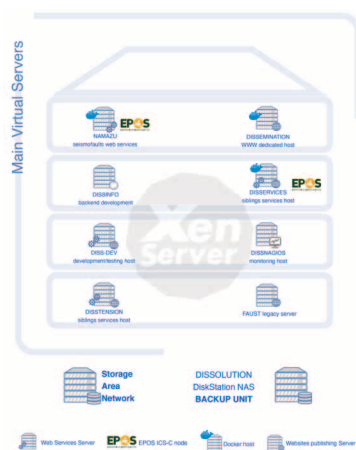 Main Virtual Servers
EPOS
NAMAZU
seismofaults web services
DISSEMINATION
WWW dedicated host
DISSINFO
backend development
EPOS
DISSERVICES
siblings services host
Xen
Server
DISS-DEV
development/testing host
DISSNAGIOS
monitoring host
DISSTENSION
siblings services host
FAUST legacy server
Storage
Area
Network
DISSOLUTION
DiskStation NAS
BACKUP UNIT
Web Services Server
EPOS
EPOS ICS-C node
Docker host
Websites publishing Server